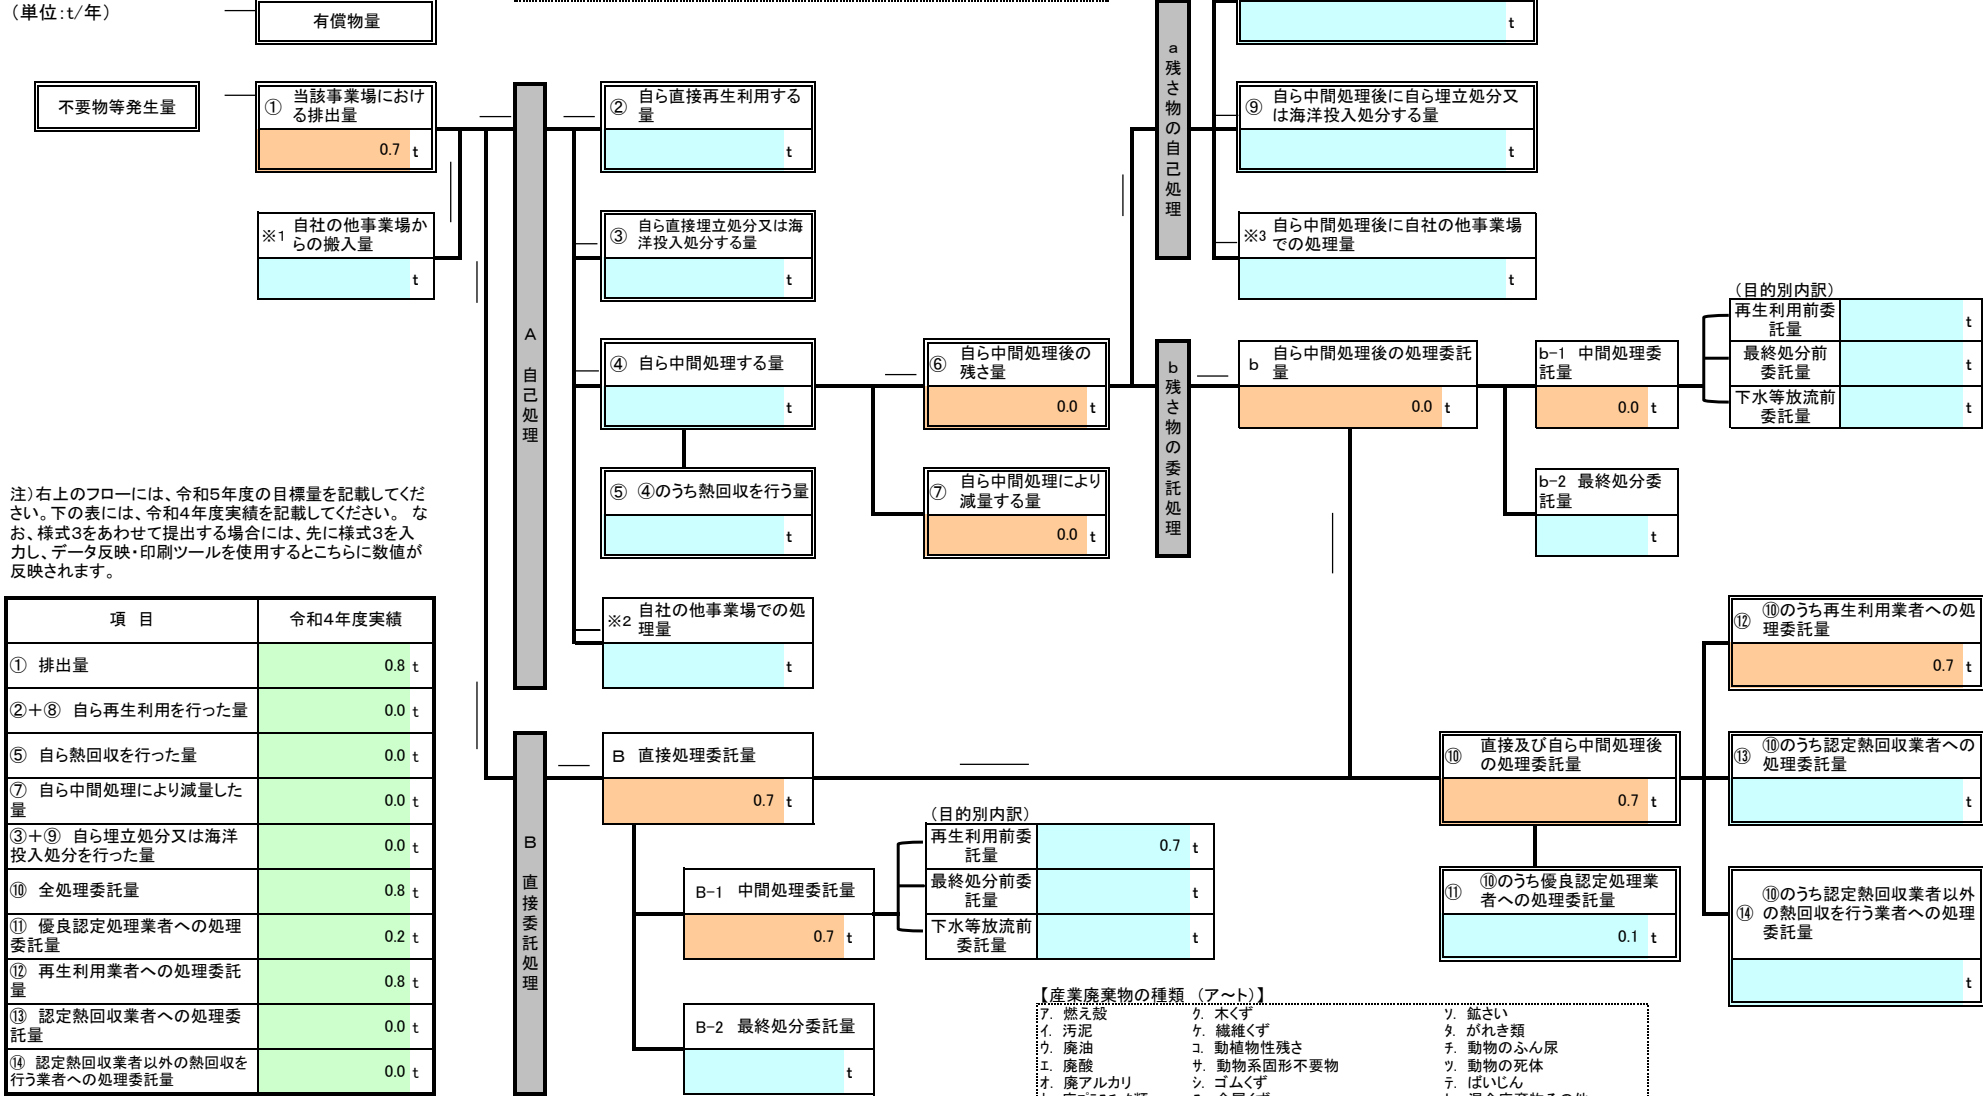 （単位:t/年）
有償物量
t
不要物等発生量
① 当該事業場におけ
る排出量
0.7 t
※1 自社の他事業場か
らの搬入量
t
A 自己処理
② 自ら直接再生利用する
量
t
③ 自ら直接埋立処分又は海
洋投入処分する量
t
④ 自ら中間処理する量
t
⑤ ④のうち熱回収を行う量
t
※2 自社の他事業場での処
理量
t
⑥ 自ら中間処理後の
残さ量
0.0 t
⑦ 自ら中間処理により
減量する量
0.0 t
a 残さ物の自己処理
⑨ 自ら中間処理後に自ら埋立処分又
は海洋投入処分する量
t
※3 自ら中間処理後に自社の他事業場
での処理量
t
b 残さ物の委託処理
b 自ら中間処理後の処理委託
量
0.0 t
b-1 中間処理委
託量
0.0 t
（目的別内訳）
再生利用前委
託量
t
最終処分前
委託量
t
下水等放流前
委託量
t
b-2 最終処分委
託量
t
注）右上のフローには、令和5年度の目標量を記載してくだ
さい。下の表には、令和4年度実績を記載してください。 な
お、様式3をあわせて提出する場合には、先に様式3を入
力し、データ反映・印刷ツールを使用するとこちらに数値が
反映されます。
項 目 令和4年度実績
① 排出量 0.8 t
②＋⑧ 自ら再生利用を行った量 0.0 t
⑤ 自ら熱回収を行った量 0.0 t
⑦ 自ら中間処理により減量した
量 0.0 t
③＋⑨ 自ら埋立処分又は海洋
投入処分を行った量 0.0 t
⑩ 全処理委託量 0.8 t
⑪ 優良認定処理業者への処理
委託量 0.2 t
⑫ 再生利用業者への処理委託
量 0.8 t
⑬ 認定熱回収業者への処理委
託量 0.0 t
⑭ 認定熱回収業者以外の熱回収を
行う業者への処理委託量 0.0 t
B 直接委託処理
B 直接処理委託量
0.7 t
B-1 中間処理委託量
0.7 t
（目的別内訳）
再生利用前委
託量
0.7 t
最終処分前委
託量
t
下水等放流前
委託量
t
B-2 最終処分委託量
t
⑩ 直接及び自ら中間処理後
の処理委託量
0.7 t
⑪ ⑩のうち優良認定処理業
者への処理委託量
0.1 t
⑫ ⑩のうち再生利用業者への処
理委託量
0.7 t
⑬ ⑩のうち認定熱回収業者への
処理委託量
t
⑭ ⑩のうち認定熱回収業者以外
の熱回収を行う業者への処理
委託量
t
【産業廃棄物の種類 （ア～ト）】
ｱ. 燃え殻 ｸ. 木くず ｿ. 鉱さい
ｲ. 汚泥 ｹ. 繊維くず ﾀ. がれき類
ｳ. 廃油 ｺ. 動植物性残さ ﾁ. 動物のふん尿
ｴ. 廃酸 ｻ. 動物系固形不要物 ﾂ. 動物の死体
ｵ. 廃アルカリ ｼ. ゴムくず ﾃ. ばいじん